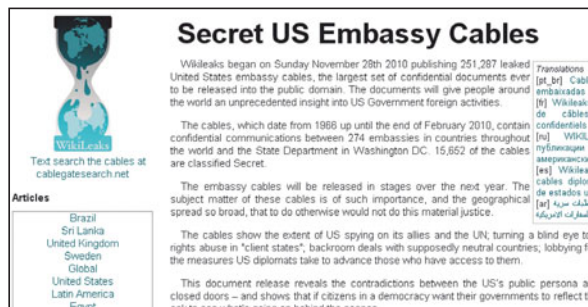 Secret US Embassy Cables
WikiLeaks
Text search the cables at
cablegatesearch.net
Articles
Brazil
Sri Lanka
United Kingdom
Sweden
Global
United States
Latin America
Egypt
Wikileaks began on Sunday November 28th 2010 publishing 251,287 leaked
United States embassy cables, the largest set of confidential documents ever
to be released into the public domain. The documents will give people around
the world an unprecedented insight into US Government foreign activities.
The cables, which date from 1966 up until the end of February 2010, contain
confidential communications between 274 embassies in countries throughout
the world and the State Department in Washington DC. 15,652 of the cables
are classified Secret.
The embassy cables will be released in stages over the next year. The
subject matter of these cables is of such importance, and the geographical
spread so broad, that to do otherwise would not do this material justice.
The cables show the extent of US spying on its allies and the UN; turning a blind eye to
rights abuse in "client states"; backroom deals with supposedly neutral countries; lobbying
the measures US diplomats take to advance those who have access to them.
This document release reveals the contradictions between the US's public persona
closed doors – and shows that if citizens in a democracy want their governments to reflect
Translations
[pt_br]
embaixadas
[fr] Wikileak
de câbles
confidentiels
[ru] WIKIL
публикации
американск
[es] Wikilea
cables diplo
de estados u
[ar]